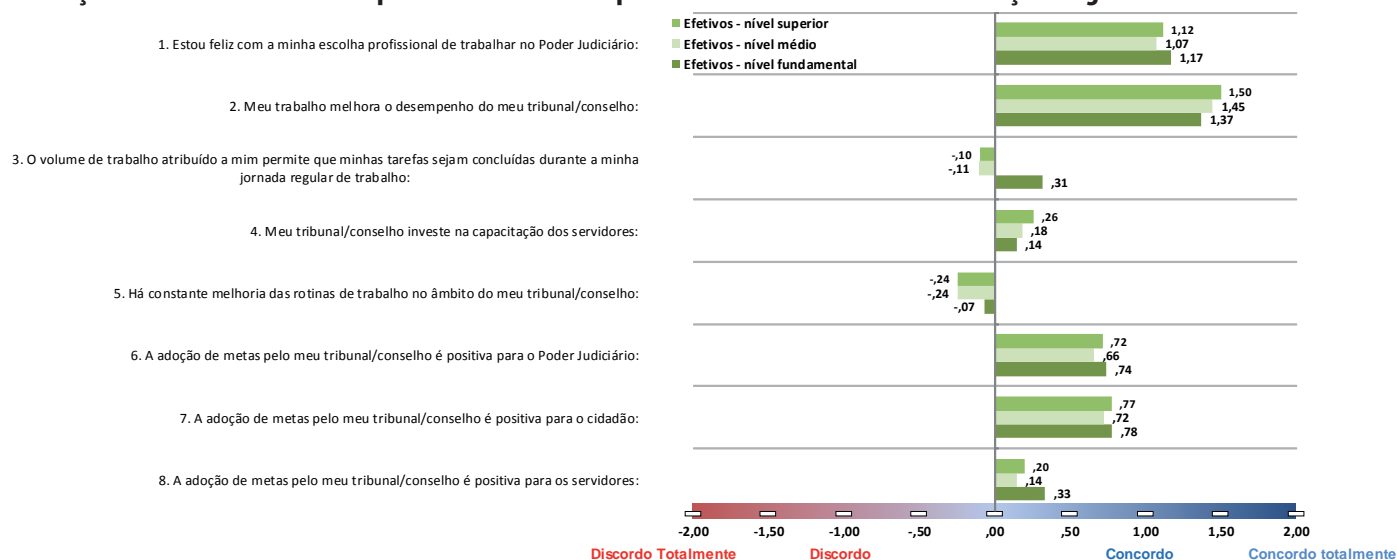 Efetivos - nível superior
Efetivos - nível médio
Efetivos - nível fundamental
1. Estou feliz com a minha escolha profissional de trabalhar no Poder Judiciário:
1,12
1,07
1,17
2. Meu trabalho melhora o desempenho do meu tribunal/conselho:
1,50
1,45
1,37
3. O volume de trabalho atribuído a mim permite que minhas tarefas sejam concluídas durante a minha
jornada regular de trabalho:
-,10
-,11
,31
4. Meu tribunal/conselho investe na capacitação dos servidores:
,26
,18
,14
5. Há constante melhoria das rotinas de trabalho no âmbito do meu tribunal/conselho:
-,24
-,24
-,07
6. A adoção de metas pelo meu tribunal/conselho é positiva para o Poder Judiciário:
,72
,66
,74
7. A adoção de metas pelo meu tribunal/conselho é positiva para o cidadão:
,77
,72
,78
8. A adoção de metas pelo meu tribunal/conselho é positiva para os servidores:
,20
,14
,33
-2,00 -1,50 -1,00 -,50 ,00 ,50 1,00 1,50 2,00
Discordo Totalmente Discordo Concordo Concordo totalmente